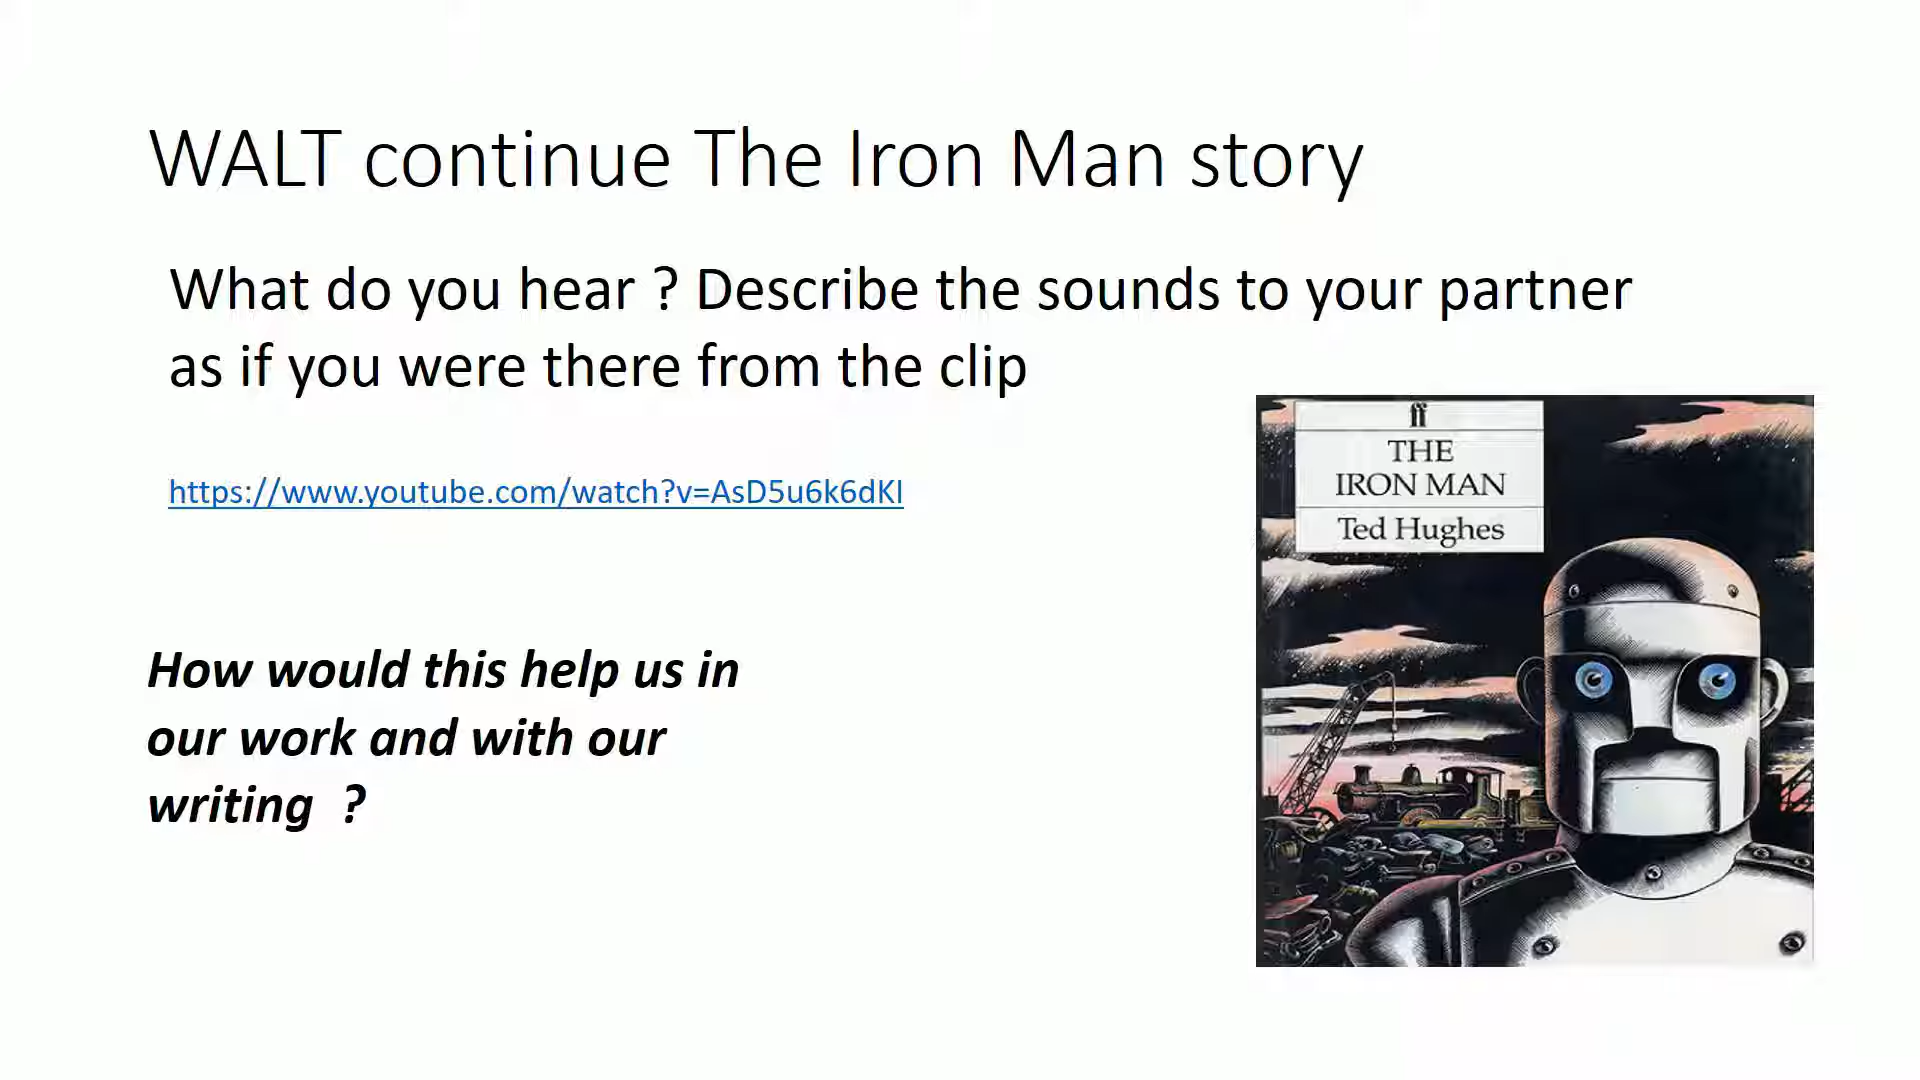 WALT continue The Iron Man story
What do you hear ? Describe the sounds to your partner
as if you were there from the clip
https://www.youtube.com/watch?v=AsD5u6k6dKI
How would this help us in
our work and with our
writing ?
ff
THE
IRON MAN
Ted Hughes